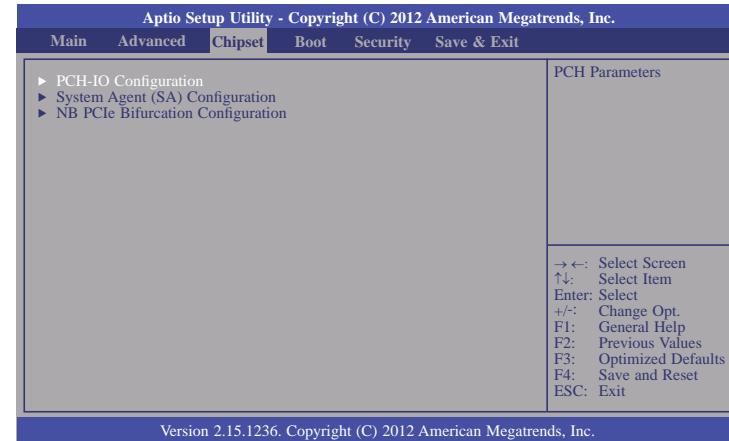 Aptio Setup Utility - Copyright (C) 2012 American Megatrends, Inc.
Main Advanced Chipset Boot Security Save & Exit
► PCH-IO Configuration
► System Agent (SA) Configuration
► NB PCIe Bifurcation Configuration
PCH Parameters
→←: Select Screen
↑↓: Select Item
Enter: Select
+/-: Change Opt.
F1: General Help
F2: Previous Values
F3: Optimized Defaults
F4: Save and Reset
ESC: Exit
Version 2.15.1236. Copyright (C) 2012 American Megatrends, Inc.